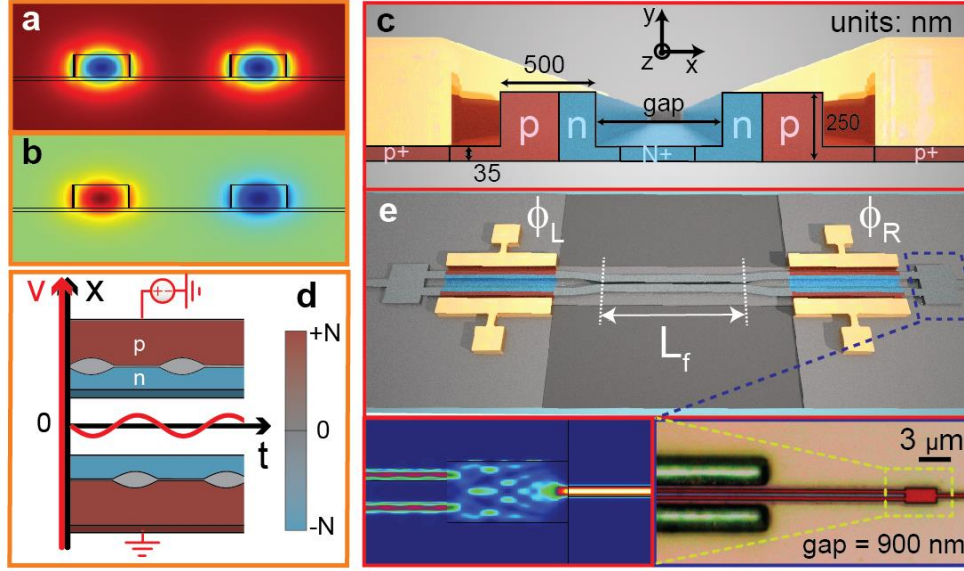 a
b
c
units: nm
y
z
x
500
gap
p
n
n
p
250
p+
35
N+
p+
d
V
X
p
n
0
t
+N
0
-N
e
ϕL
ϕR
Lf
3 µm
gap = 900 nm